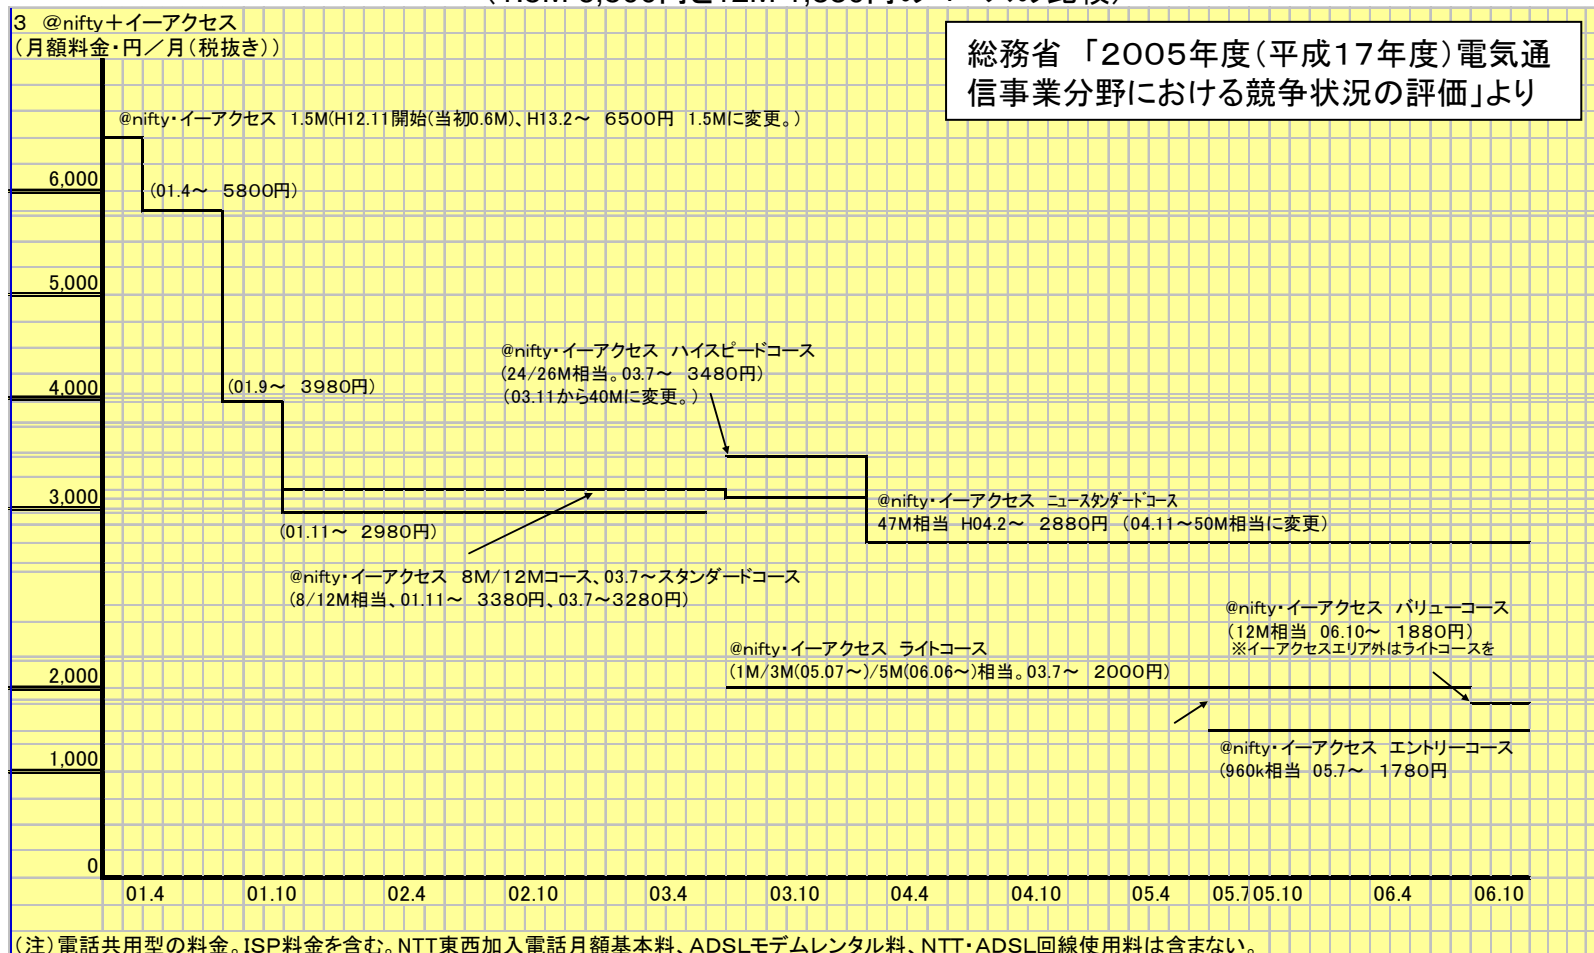 3 @nifty+イーアクセス
(月額料金・円／月(税抜き))
総務省 「2005年度(平成17年度)電気通
信事業分野における競争状況の評価」より
@nifty・イーアクセス 1.5M(H12.11開始(当初0.6M)、H13.2～ 6500円 1.5Mに変更。)
6,000
(01.4～ 5800円)
5,000
@nifty・イーアクセス ハイスピードコース
(24/26M相当。03.7～ 3480円)
(03.11から40Mに変更。)
(01.9～ 3980円)
4,000
3,000
@nifty・イーアクセス ニュースタンダードコース
47M相当 H04.2～ 2880円 (04.11～50M相当に変更)
(01.11～ 2980円)
@nifty・イーアクセス 8M/12Mコース、03.7～スタンダードコース
(8/12M相当、01.11～ 3380円、03.7～3280円)
@nifty・イーアクセス バリューコース
(12M相当 06.10～ 1880円)
※イーアクセスエリア外はライトコースを
@nifty・イーアクセス ライトコース
(1M/3M(05.07～)/5M(06.06～)相当。03.7～ 2000円)
2,000
@nifty・イーアクセス エントリーコース
(960k相当 05.7～ 1780円
1,000
0
01.4 01.10 02.4 02.10 03.4 03.10 04.4 04.10 05.4 05.7 05.10 06.4 06.10
(注)電話共用型の料金。ISP料金を含む。NTT東西加入電話月額基本料、ADSLモデムレンタル料、NTT・ADSL回線使用料は含まない。